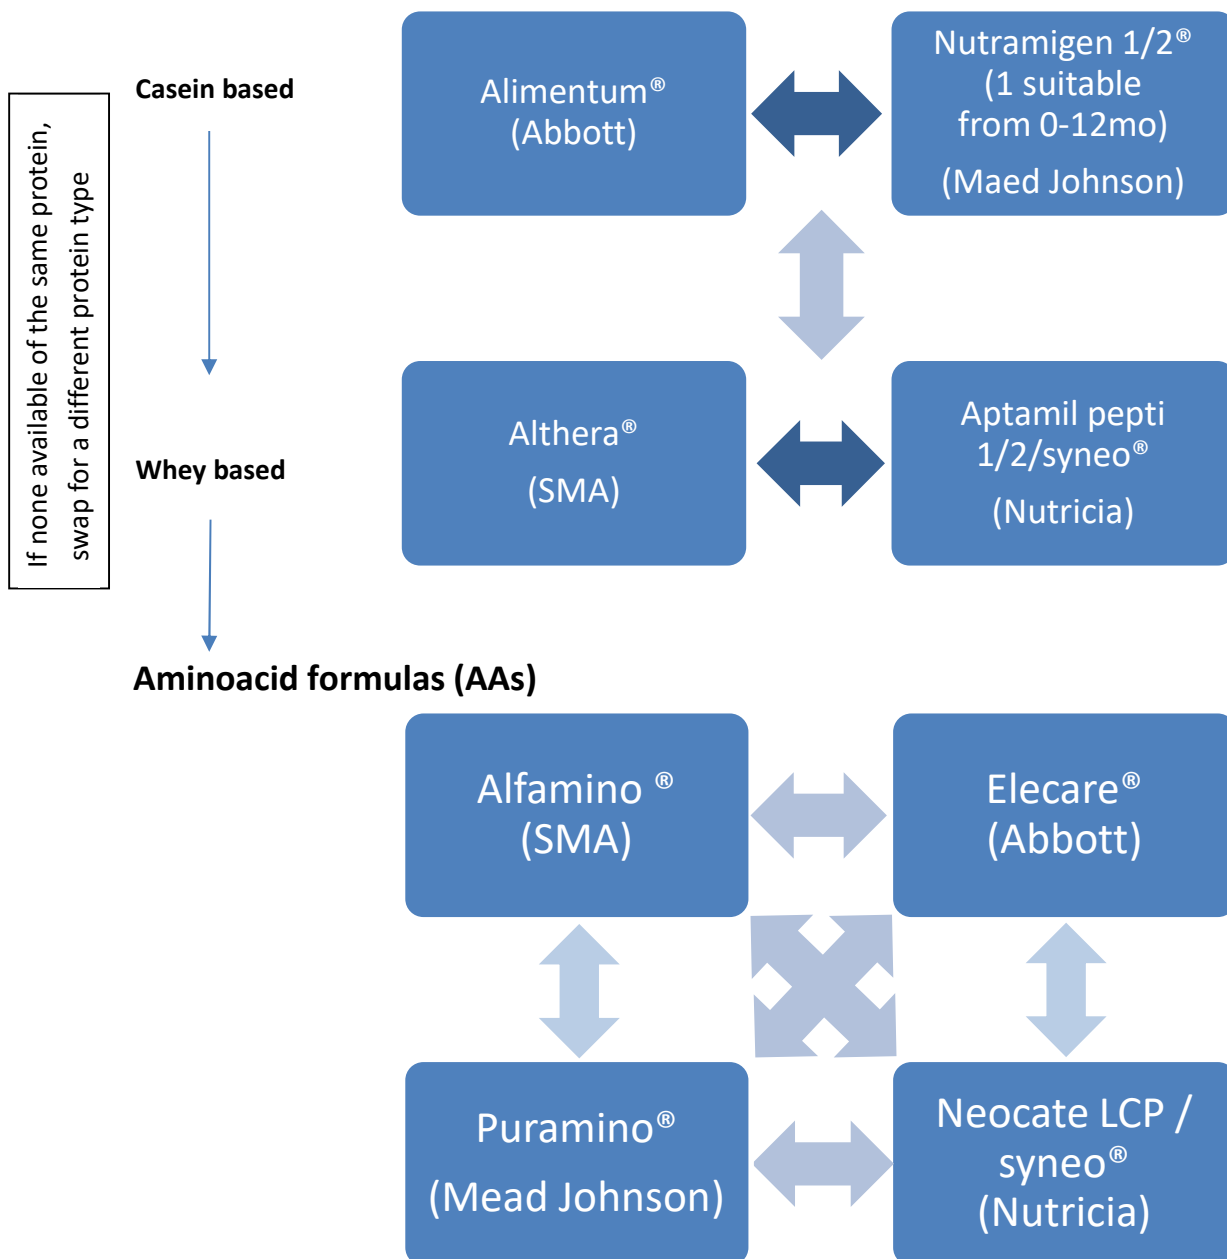 If none available of the same protein,
swap for a different protein type
Casein based
Alimentum®
(Abbott)
Nutramigen 1/2®
(1 suitable
from 0-12mo)
(Maed Johnson)
Whey based
Althera®
(SMA)
Aptamil pepti
1/2/syneo®
(Nutricia)
Aminoacid formulas (AAs)
Alfamino ®
(SMA)
Elecare®
(Abbott)
Puramino®
(Mead Johnson)
Neocate LCP /
syneo®
(Nutricia)